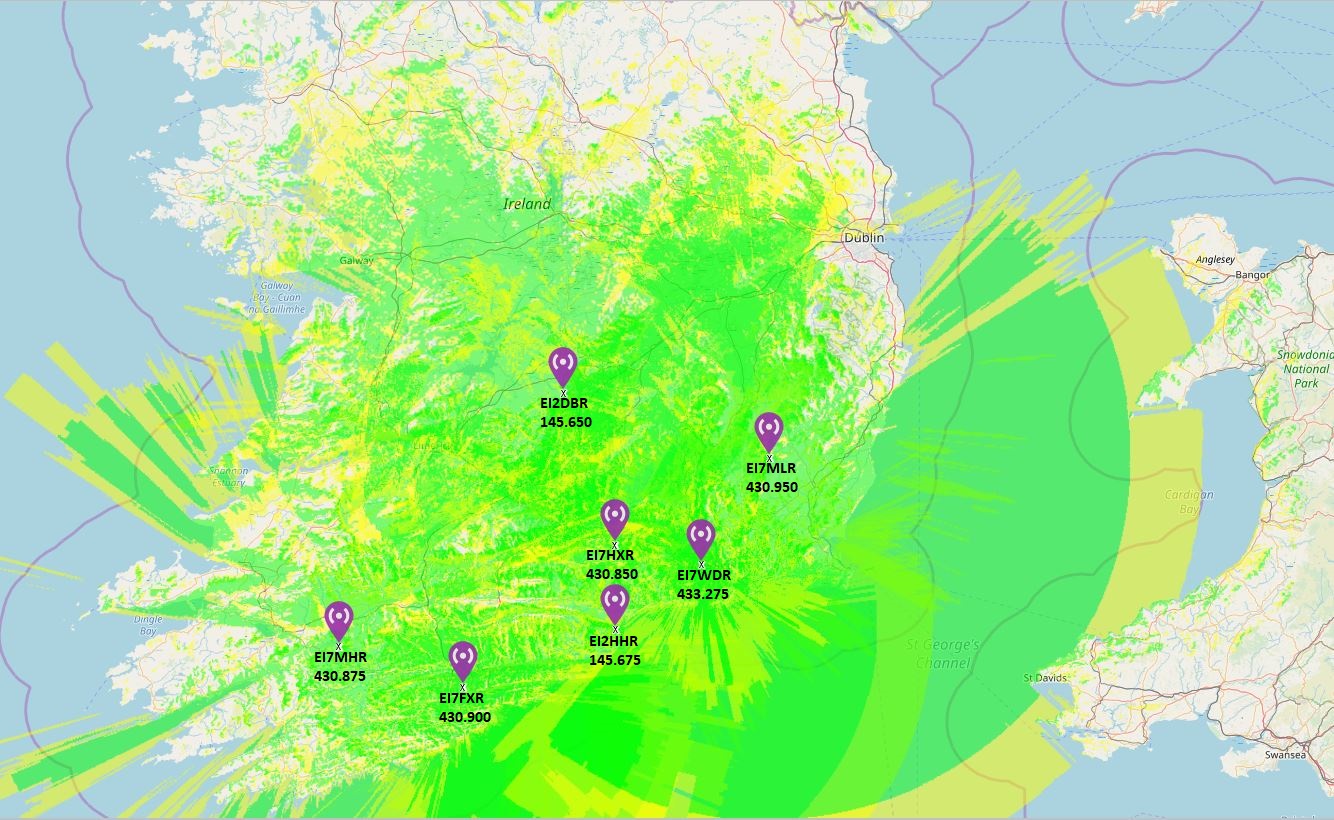 Ireland
Dublin
Galway
Galway
Bay - Cuan
na Gaillimhe
Anglesey
Bangor
Snowdonia
National
Park
EI2DBR
145.650
Limerick
EI7MLR
430.950
Shannon
Estuary
Cardigan
Bay
EI7HXR
430.850
EI7WDR
433.275
Dingle
Bay
EI2HHR
145.675
EI7MHR
430.875
St George's
Channel
St Davids
EI7FXR
430.900
Swansea